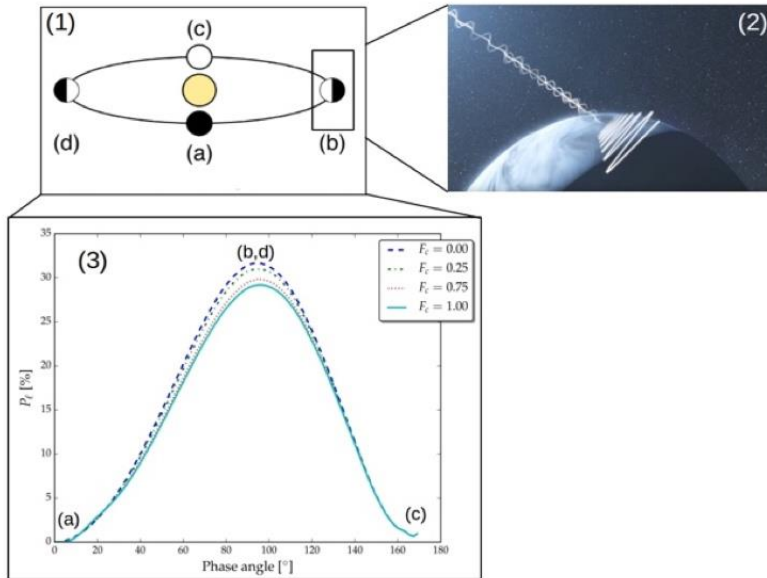 (1)
(c)
(d)
(a)
(b)
(2)
(3)
(b,d)
F_c = 0.00
F_c = 0.25
F_c = 0.75
F_c = 1.00
35
30
25
20
15
10
5
0
P_ℓ [%]
(a)
(c)
0 20 40 60 80 100 120 140 160 180
Phase angle [°]